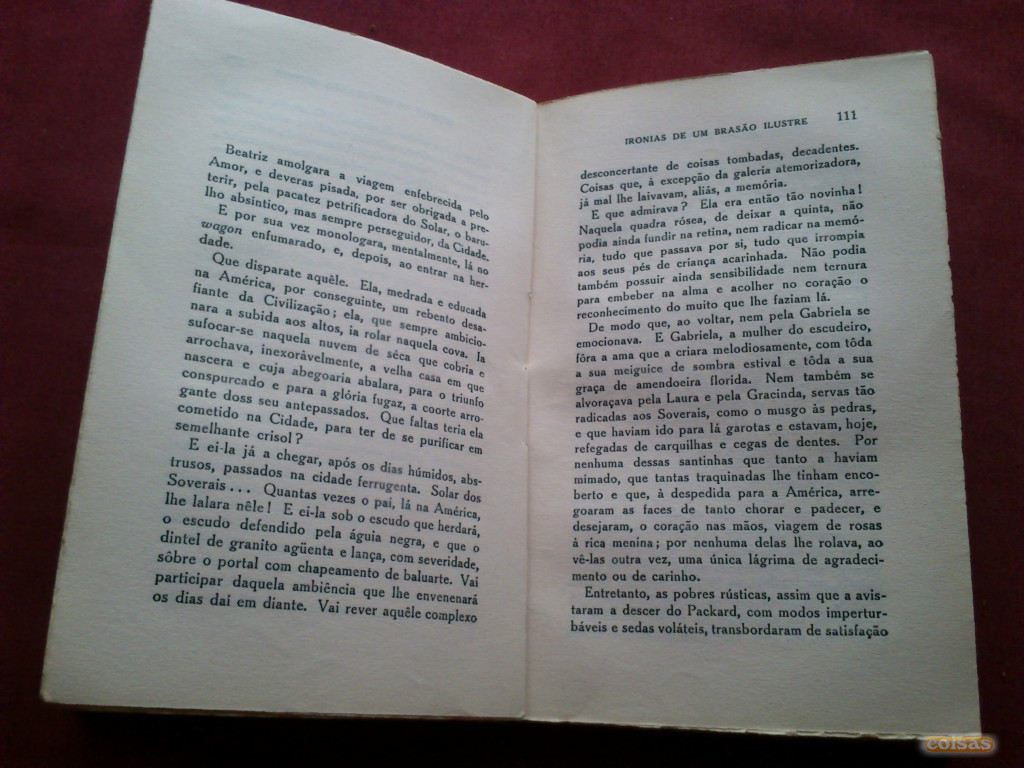 Beatriz amolgara a viagem enfebrecida pelo
Amor, e deveras pisada, por ser obrigada a pre-
terir, pela pacatez petrificadora do Solar, o baru-
lho absíntico, mas sempre perseguidor, da Cidade.
E por sua vez monologara, mentalmente, lá no
wagon enfumarado, e, depois, ao entrar na her-
dade.
Que disparate aquêle. Ela, medrada e educada
na América, por conseguinte, um rebento desa-
fiante da Civilização; ela, que sempre ambicio-
nara a subida aos altos, ia rolar naquela cova. Ia
sufocar-se naquela nuvem de séca que cobria e
arrochava, inexoràvelmente, a velha casa em que
nascera e cuja abegoaria abalara, para o triunfo
conspurcado e para a glória fugaz, a coorte arro-
gante doss seu antepassados. Que faltas teria ela
cometido na Cidade, para ter de se purificar em
semelhante crisol?
E ei-la já a chegar, após os dias húmidos, abs-
trusos, passados na cidade ferrugenta. Solar dos
Soverais... Quantas vezes o pai, lá na América,
lhe lalara nêle! E ei-la sob o escudo que herdará,
o escudo defendido pela águia negra, e que o
dintel de granito agüenta e lança, com severidade,
sôbre o portal com chapeamento de baluarte. Vai
participar daquela ambiência que lhe envenenará
os dias daí em diante. Vai rever aquêle complexo
IRONIAS DE UM BRASÃO ILUSTRE 111
desconcertante de coisas tombadas, decadentes.
Coisas que, à excepção da galeria atemorizadora,
já mal lhe laivavam, aliás, a memória.
E que admirava? Ela era então tão novinha!
Naquela quadra rósea, de deixar a quinta, não
podia ainda fundir na retina, nem radicar na memó-
ria, tudo que passava por si, tudo que irrompia
aos seus pés de criança acarinhada. Não podia
também possuir ainda sensibilidade nem ternura
para embeber na alma e acolher no coração o
reconhecimento do muito que lhe faziam lá.
De modo que, ao voltar, nem pela Gabriela se
emocionava. E Gabriela, a mulher do escudeiro,
fôra a ama que a criara melodiosamente, com tôda
a sua meiguice de sombra estival e tôda a sua
graça de amendoeira florida. Nem também se
alvoraçava pela Laura e pela Gracinda, servas tão
radicadas aos Soverais, como o musgo às pedras,
e que haviam ido para lá garotas e estavam, hoje,
refegadas de carquilhas e cegas de dentes. Por
nenhuma dessas santinhas que tanto a haviam
mimado, que tantas traquinadas lhe tinham enco-
berto e que, à despedida para a América, arre-
goaram as faces de tanto chorar e padecer, e
desejaram, o coração nas mãos, viagem de rosas
à rica menina; por nenhuma delas lhe rolava, ao
vê-las outra vez, uma única lágrima de agradeci-
mento ou de carinho.
Entretanto, as pobres rústicas, assim que a avis-
taram a descer do Packard, com modos impertur-
báveis e sedas voláteis, transbordaram de satisfação
coisas